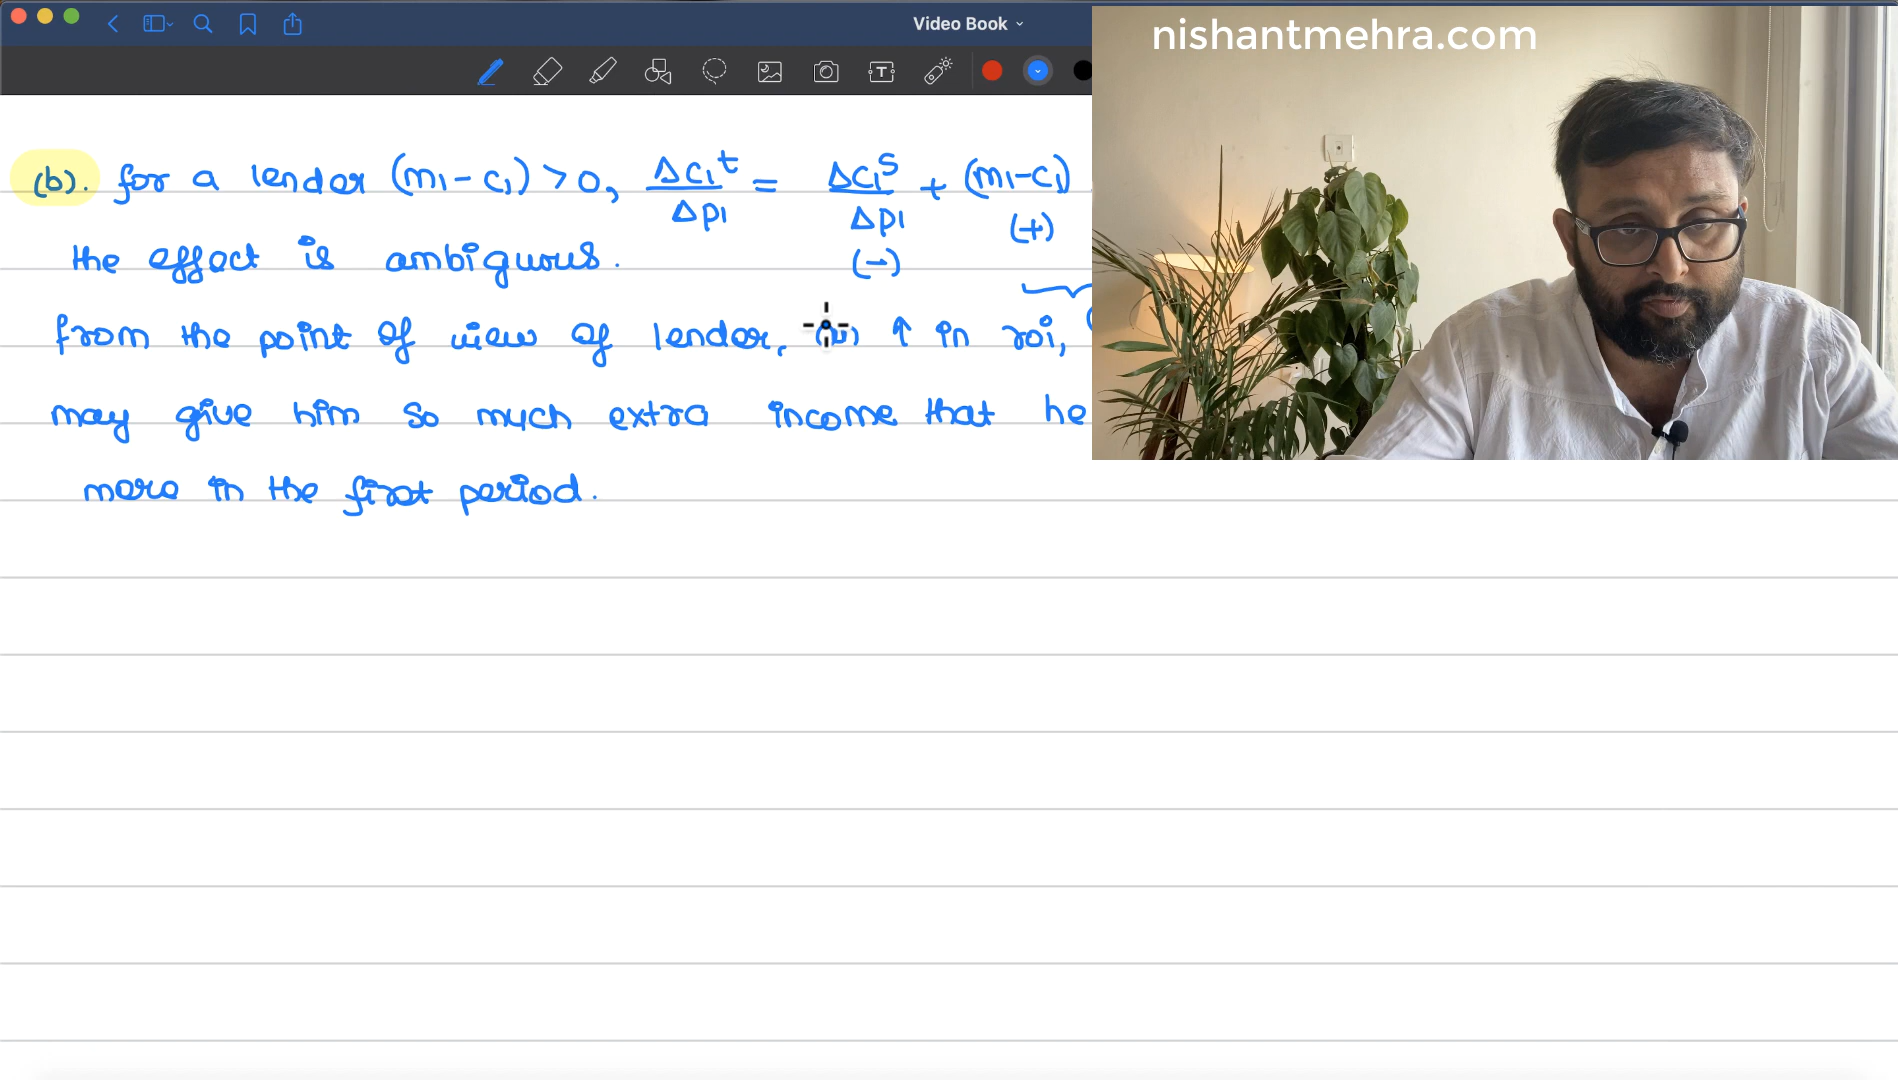 Video Book
nishantmehra.com
(b). for a lender (m1 - c1) > 0, Δc1^t / Δp1 = Δc1^s / Δp1 + (m1-c1)
(-) (+)
the effect is ambiguous.
from the point of view of lender, ↑ in roi,
may give him so much extra income that he
more in the first period.